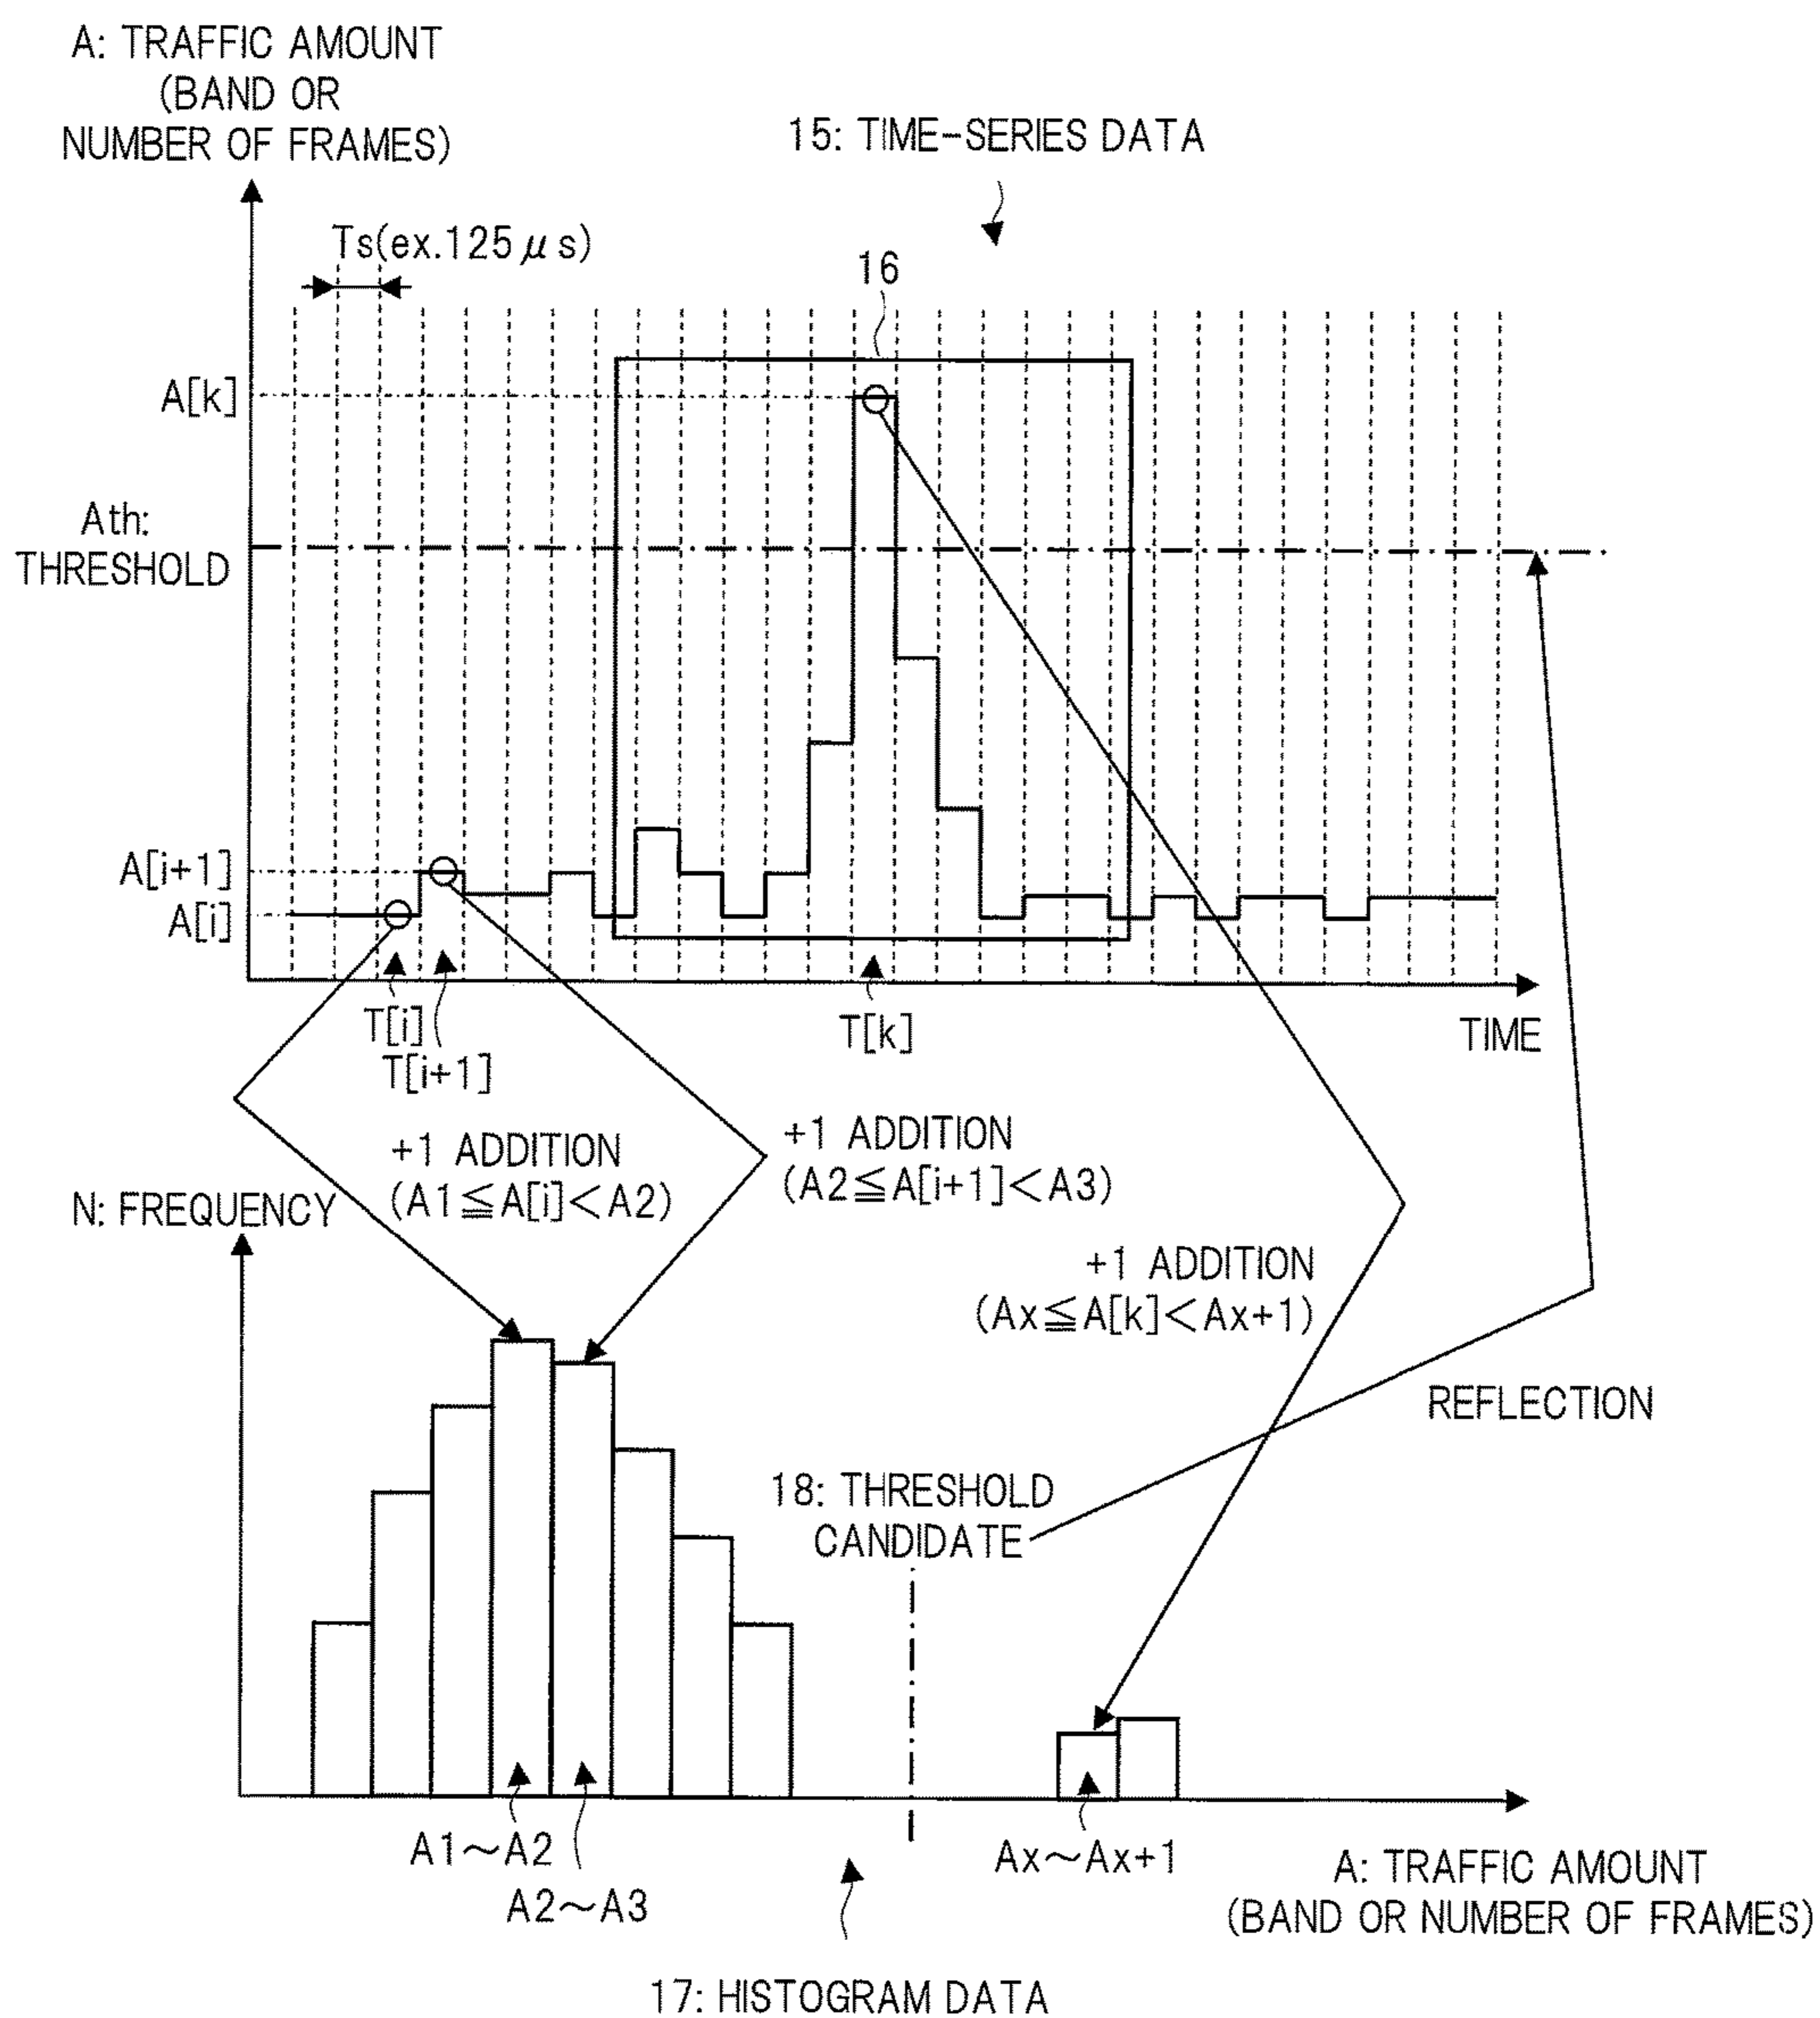 A: TRAFFIC AMOUNT
(BAND OR
NUMBER OF FRAMES)
15: TIME-SERIES DATA
Ts(ex.125μs)
16
A[k]
Ath:
THRESHOLD
A[i+1]
A[i]
T[i]
T[i+1]
T[k]
TIME
+1 ADDITION
(A1≦A[i]<A2)
+1 ADDITION
(A2≦A[i+1]<A3)
N: FREQUENCY
+1 ADDITION
(Ax≦A[k]<Ax+1)
REFLECTION
18: THRESHOLD
CANDIDATE
A1～A2
A2～A3
Ax～Ax+1
A: TRAFFIC AMOUNT
(BAND OR NUMBER OF FRAMES)
17: HISTOGRAM DATA